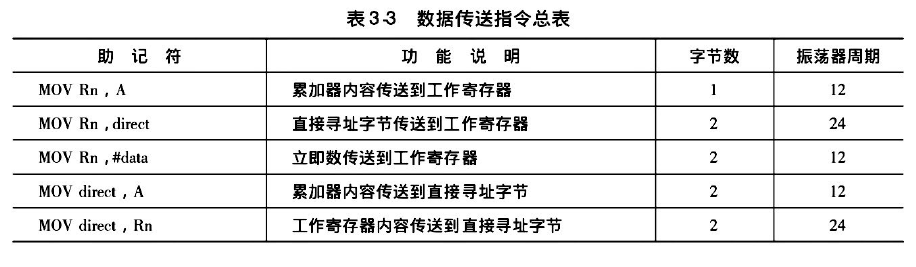 表3-3 数据传送指令总表
助 记 符 功 能 说 明 字节数 振荡器周期
MOV Rn , A 累加器内容传送到工作寄存器 1 12
MOV Rn ,direct 直接寻址字节传送到工作寄存器 2 24
MOV Rn ,#data 立即数传送到工作寄存器 2 12
MOV direct , A 累加器内容传送到直接寻址字节 2 12
MOV direct , Rn 工作寄存器内容传送到直接寻址字节 2 24